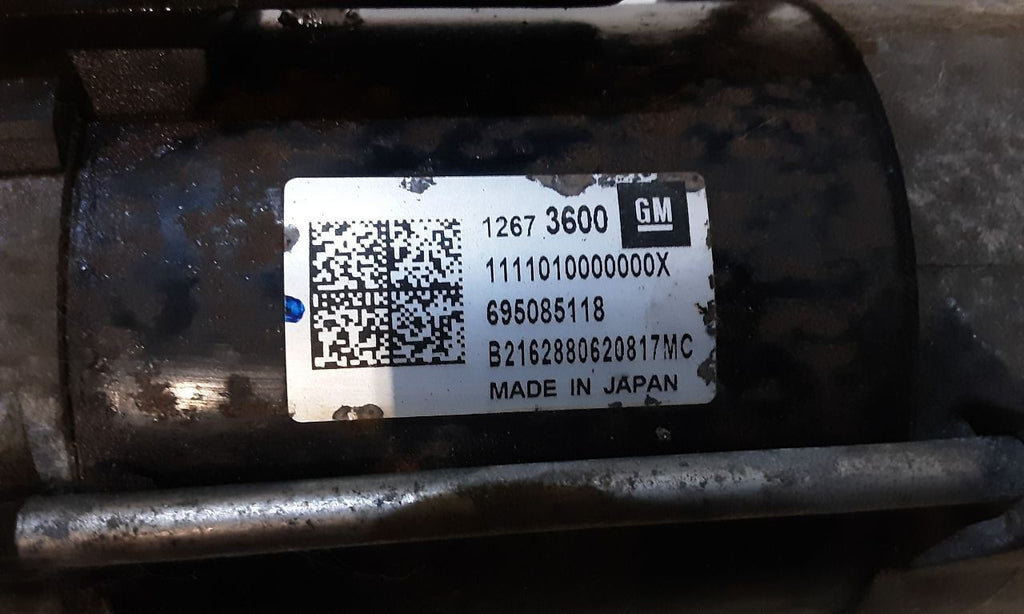 1267 3600 GM
1111010000000X
695085118
B2162880620817MC
MADE IN JAPAN